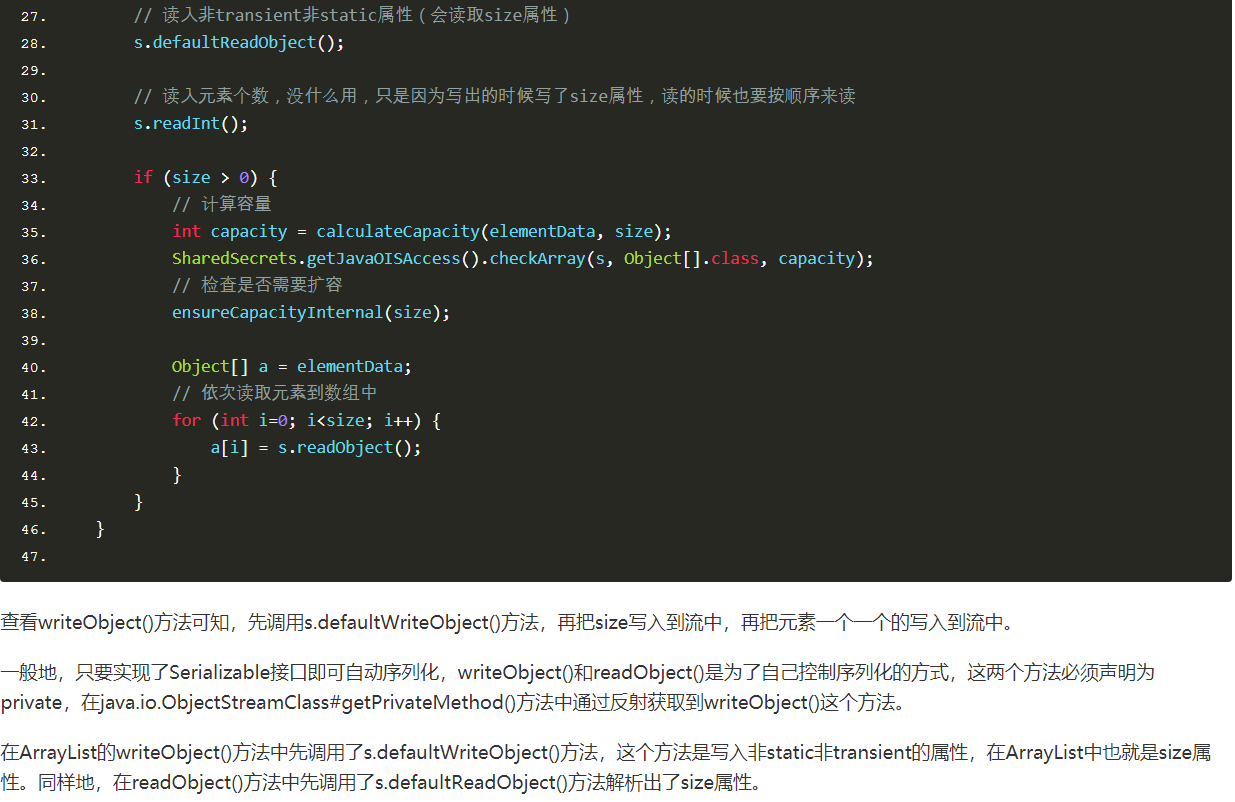 27. // 读入非transient非static属性（会读取size属性）
28. s.defaultReadObject();
29.
30. // 读入元素个数，没什么用，只是因为写出的时候写了size属性，读的时候也要按顺序来读
31. s.readInt();
32.
33. if (size > 0) {
34. // 计算容量
35. int capacity = calculateCapacity(elementData, size);
36. SharedSecrets.getJavaOISAccess().checkArray(s, Object[].class, capacity);
37. // 检查是否需要扩容
38. ensureCapacityInternal(size);
39.
40. Object[] a = elementData;
41. // 依次读取元素到数组中
42. for (int i=0; i<size; i++) {
43. a[i] = s.readObject();
44. }
45. }
46. }
47.
查看writeObject()方法可知，先调用s.defaultWriteObject()方法，再把size写入到流中，再把元素一个一个的写入到流中。
一般地，只要实现了Serializable接口即可自动序列化，writeObject()和readObject()是为了自己控制序列化的方式，这两个方法必须声明为
private，在java.io.ObjectStreamClass#getPrivateMethod()方法中通过反射获取到writeObject()这个方法。
在ArrayList的writeObject()方法中先调用了s.defaultWriteObject()方法，这个方法是写入非static非transient的属性，在ArrayList中也就是size属
性。同样地，在readObject()方法中先调用了s.defaultReadObject()方法解析出了size属性。